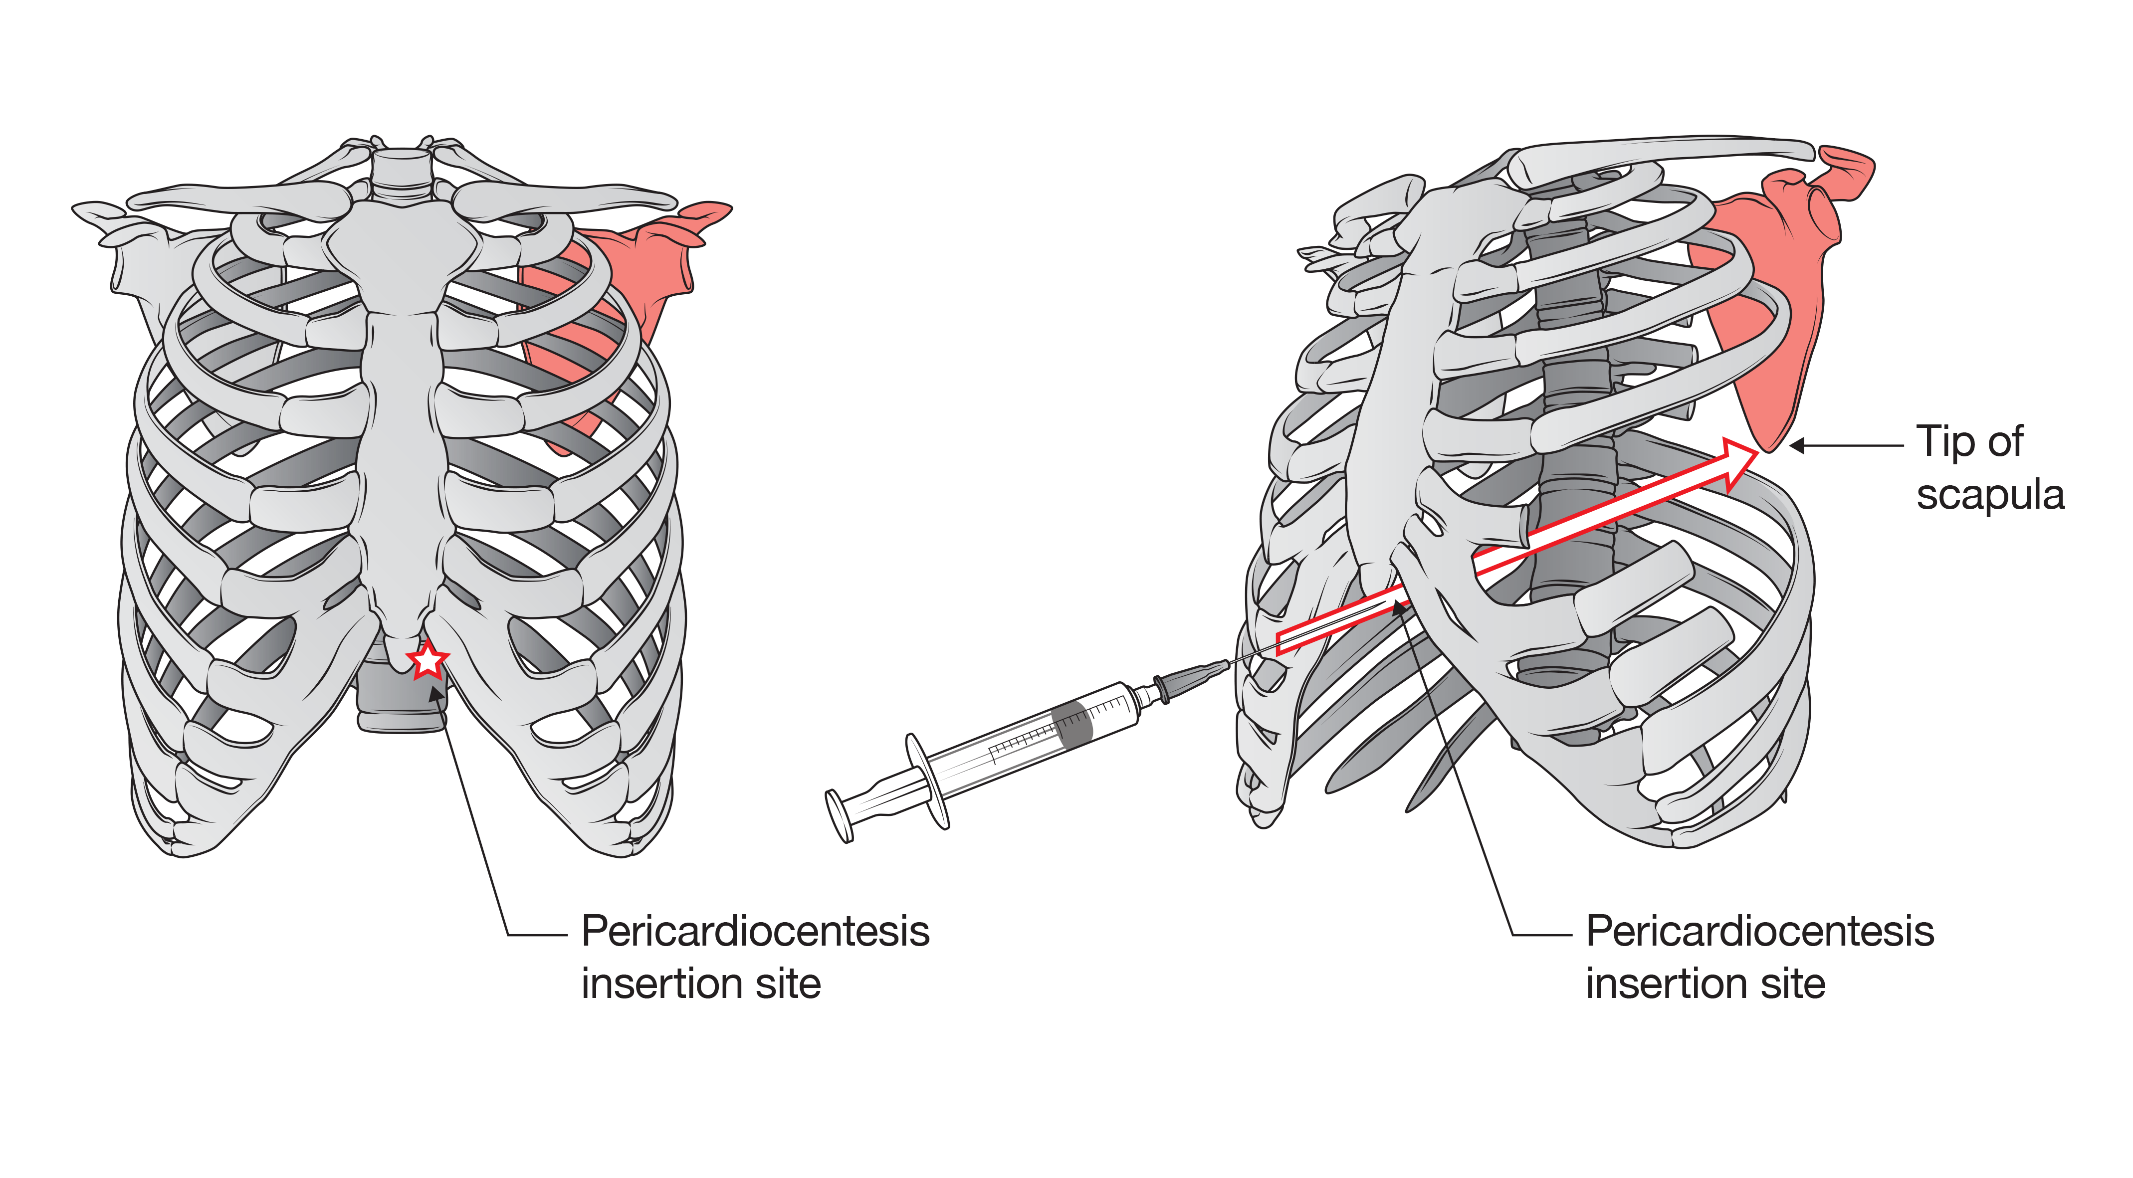 Tip of
scapula
Pericardiocentesis
insertion site
Pericardiocentesis
insertion site